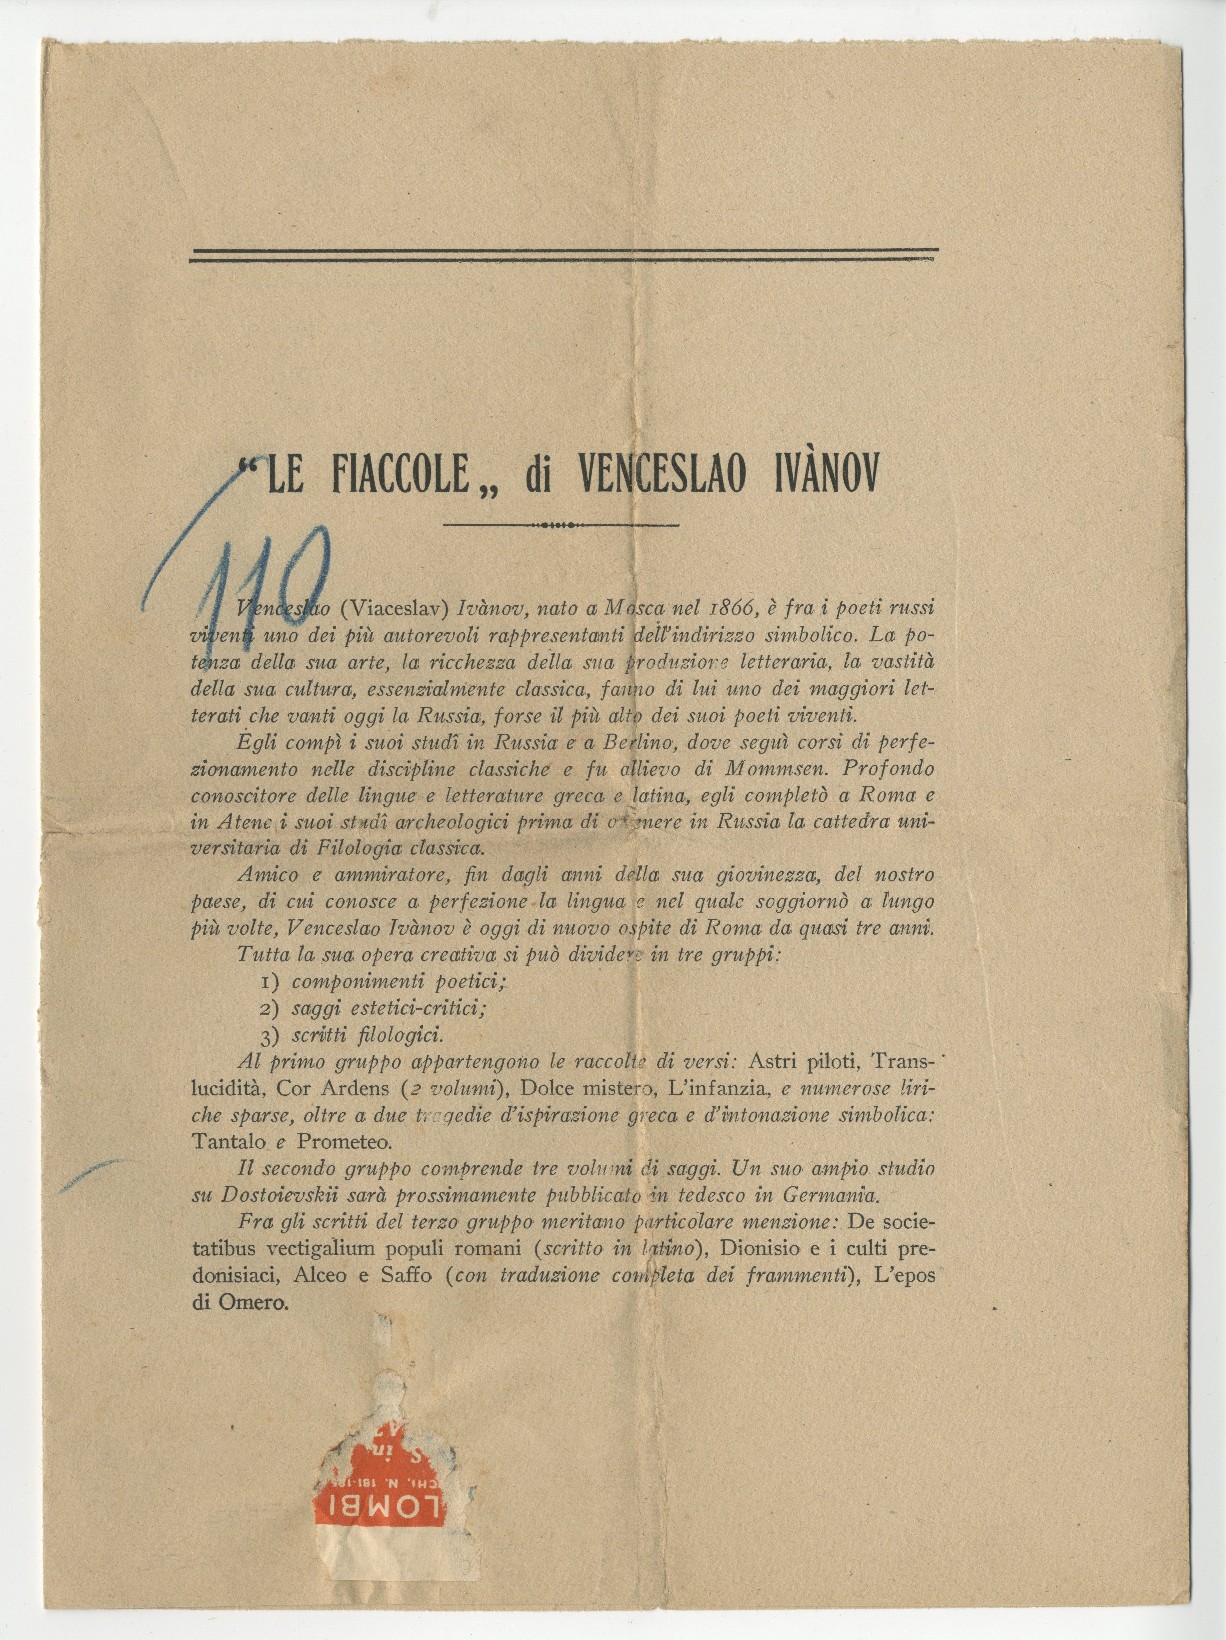 “LE FIACCOLE„ di VENCESLAO IVÀNOV
110
Venceslao (Viaceslav) Ivànov, nato a Mosca nel 1866, è fra i poeti russi
viventi uno dei più autorevoli rappresentanti dell'indirizzo simbolico. La po-
tenza della sua arte, la ricchezza della sua produzione letteraria, la vastità
della sua cultura, essenzialmente classica, fanno di lui uno dei maggiori let-
terati che vanti oggi la Russia, forse il più alto dei suoi poeti viventi.
Egli compì i suoi studî in Russia e a Berlino, dove seguì corsi di perfe-
zionamento nelle discipline classiche e fu allievo di Mommsen. Profondo
conoscitore delle lingue e letterature greca e latina, egli completò a Roma e
in Atene i suoi studî archeologici prima di ottenere in Russia la cattedra uni-
versitaria di Filologia classica.
Amico e ammiratore, fin dagli anni della sua giovinezza, del nostro
paese, di cui conosce a perfezione la lingua e nel quale soggiornò a lungo
più volte, Venceslao Ivànov è oggi di nuovo ospite di Roma da quasi tre anni.
Tutta la sua opera creativa si può dividere in tre gruppi:
1) componimenti poetici;
2) saggi estetici-critici;
3) scritti filologici.
Al primo gruppo appartengono le raccolte di versi: Astri piloti, Trans-
lucidità, Cor Ardens (2 volumi), Dolce mistero, L'infanzia, e numerose liri-
che sparse, oltre a due tragedie d'ispirazione greca e d'intonazione simbolica:
Tantalo e Prometeo.
Il secondo gruppo comprende tre volumi di saggi. Un suo ampio studio
su Dostoievskii sarà prossimamente pubblicato in tedesco in Germania.
Fra gli scritti del terzo gruppo meritano particolare menzione: De socie-
tatibus vectigalium populi romani (scritto in latino), Dionisio e i culti pre-
donisiaci, Alceo e Saffo (con traduzione completa dei frammenti), L'epos
di Omero.
LOMBI
CHI, N. 181-18
S in